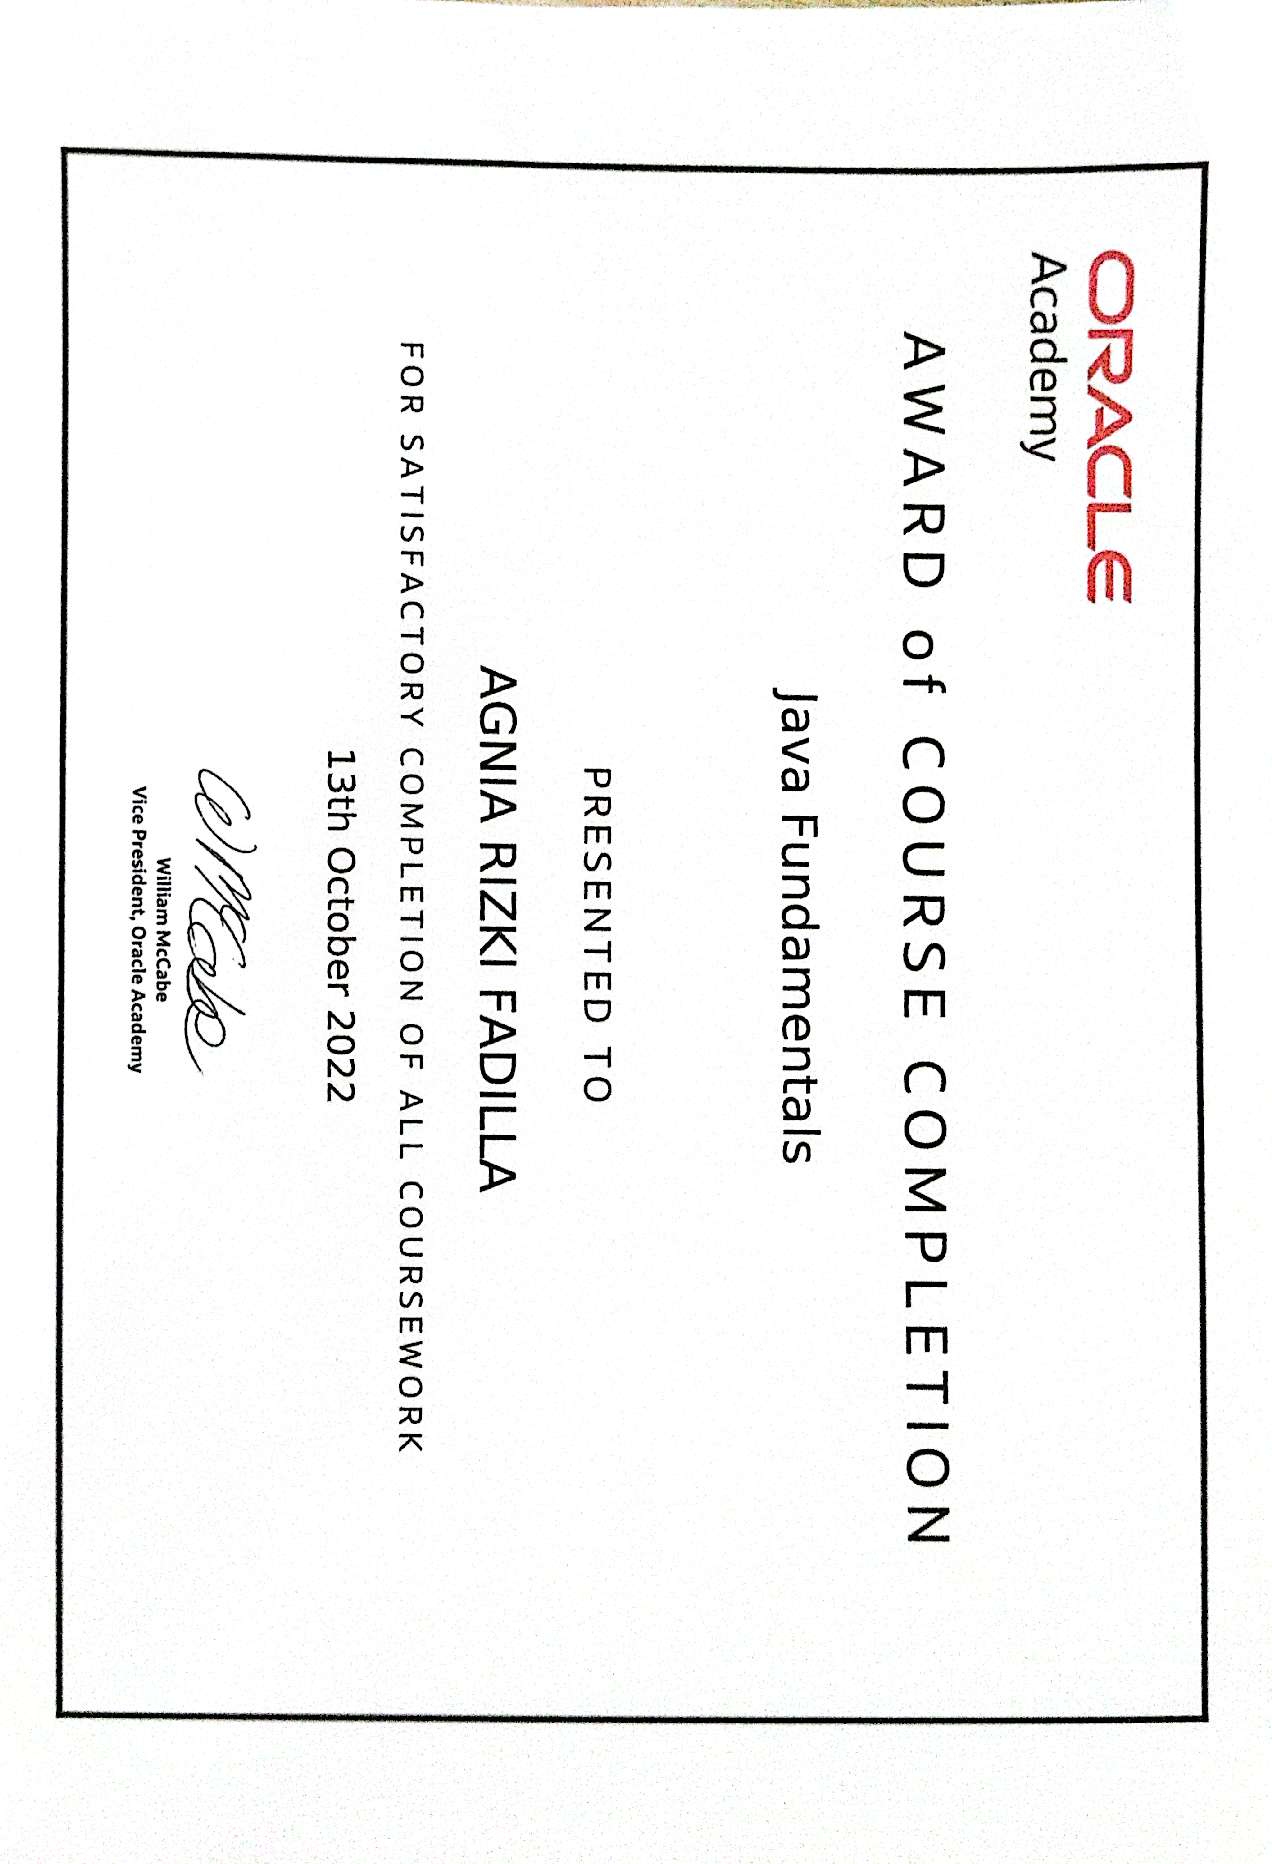 ORACLE
Academy
AWARD of COURSE COMPLETION
Java Fundamentals
PRESENTED TO
AGNIA RIZKI FADILLA
FOR SATISFACTORY COMPLETION OF ALL COURSEWORK
13th October 2022
W McCabe
William McCabe
Vice President, Oracle Academy